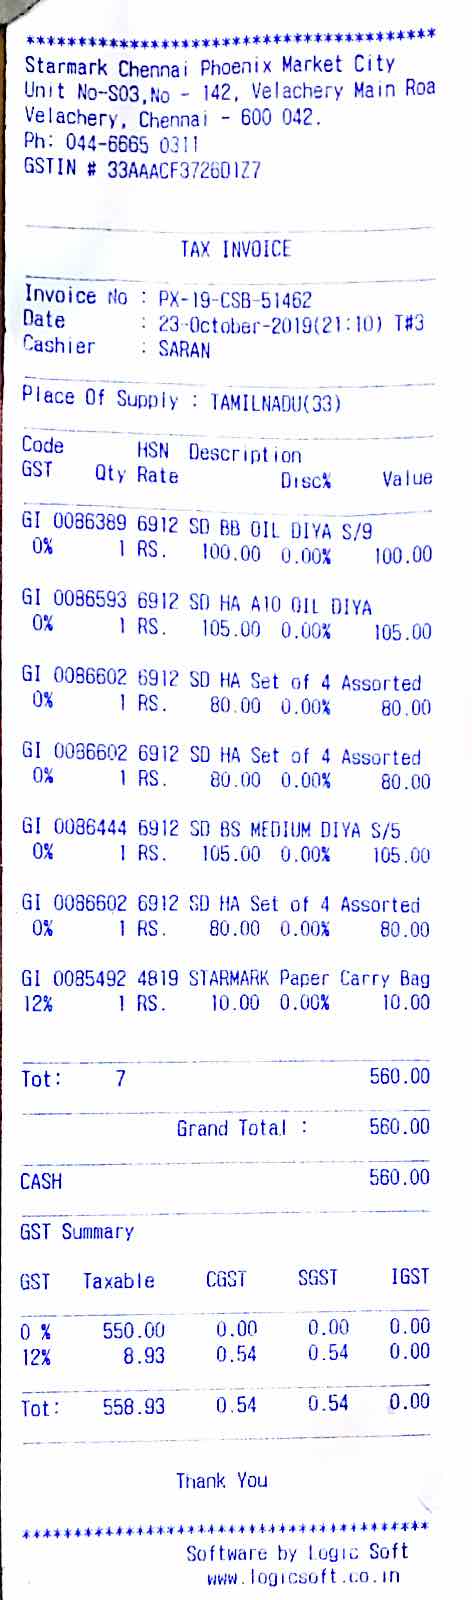 ****************************************
Starmark Chennai Phoenix Market City
Unit No-S03,No - 142, Velachery Main Roa
Velachery, Chennai - 600 042.
Ph: 044-6665 0311
GSTIN # 33AAACF3726D1Z7
TAX INVOICE
Invoice No : PX-19-CSB-51462
Date : 23-October-2019(21:10) T#3
Cashier : SARAN
Place Of Supply : TAMILNADU(33)
Code HSN Description
GST Qty Rate Disc% Value
GI 0086389 6912 SD BB OIL DIYA S/9
0% 1 RS. 100.00 0.00% 100.00
GI 0086593 6912 SD HA A10 OIL DIYA
0% 1 RS. 105.00 0.00% 105.00
GI 0086602 6912 SD HA Set of 4 Assorted
0% 1 RS. 80.00 0.00% 80.00
GI 0086602 6912 SD HA Set of 4 Assorted
0% 1 RS. 80.00 0.00% 80.00
GI 0086444 6912 SD BS MEDIUM DIYA S/5
0% 1 RS. 105.00 0.00% 105.00
GI 0086602 6912 SD HA Set of 4 Assorted
0% 1 RS. 80.00 0.00% 80.00
GI 0085492 4819 STARMARK Paper Carry Bag
12% 1 RS. 10.00 0.00% 10.00
Tot: 7 560.00
Grand Total : 560.00
CASH 560.00
GST Summary
GST Taxable CGST SGST IGST
0 % 550.00 0.00 0.00 0.00
12% 8.93 0.54 0.54 0.00
Tot: 558.93 0.54 0.54 0.00
Thank You
****************************************
Software by Logic Soft
www.logicsoft.co.in